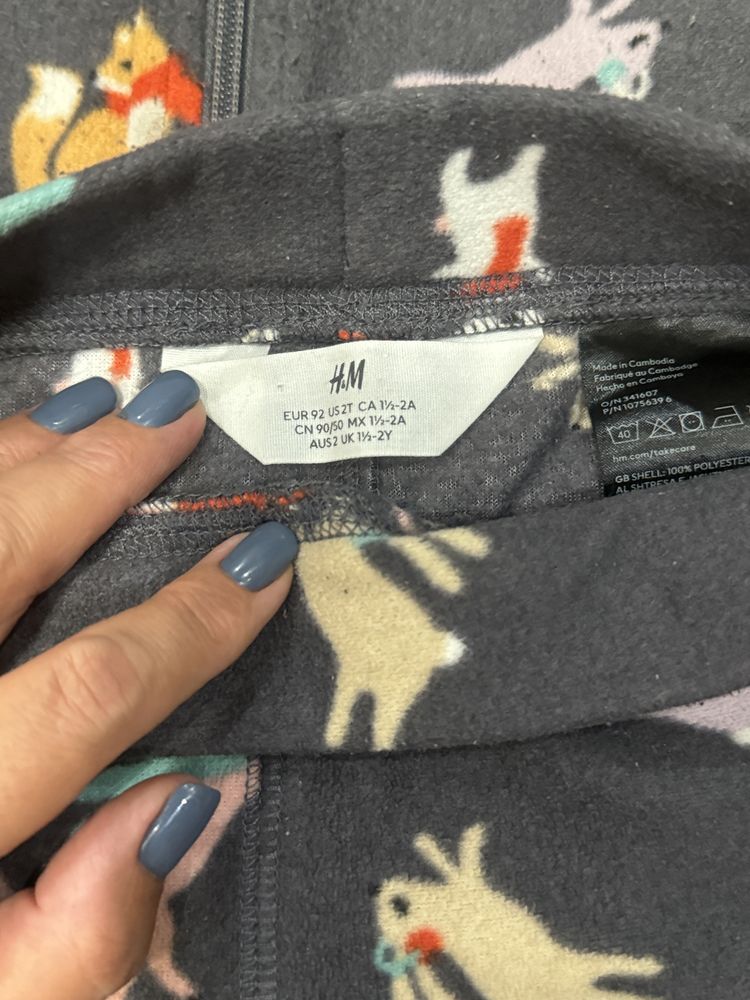 H&M
EUR 92 US 2T CA 1½-2A
CN 90/50 MX 1½-2A
AUS 2 UK 1½-2Y
Made in Cambodia
Fabriqué au Cambodge
Hecho en Camboya
O/N 341607
P/N 1075639 6
40
hm.com/takecare
GB SHELL: 100% POLYESTER